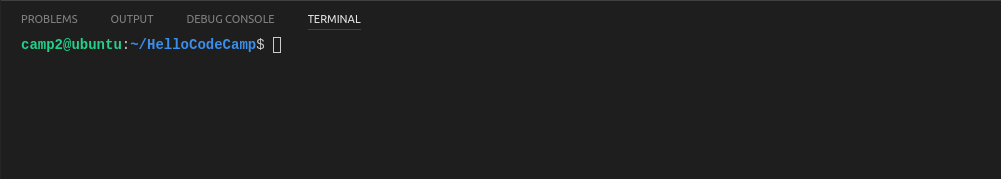 PROBLEMS OUTPUT DEBUG CONSOLE TERMINAL
camp2@ubuntu:~/HelloCodeCamp$